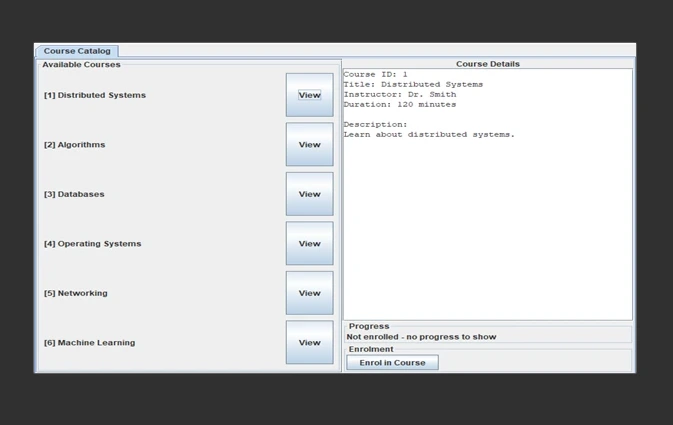 Course Catalog
Available Courses
[1] Distributed Systems
View
[2] Algorithms
View
[3] Databases
View
[4] Operating Systems
View
[5] Networking
View
[6] Machine Learning
View
Course Details
Course ID: 1
Title: Distributed Systems
Instructor: Dr. Smith
Duration: 120 minutes
Description:
Learn about distributed systems.
Progress
Not enrolled - no progress to show
Enrolment
Enrol in Course